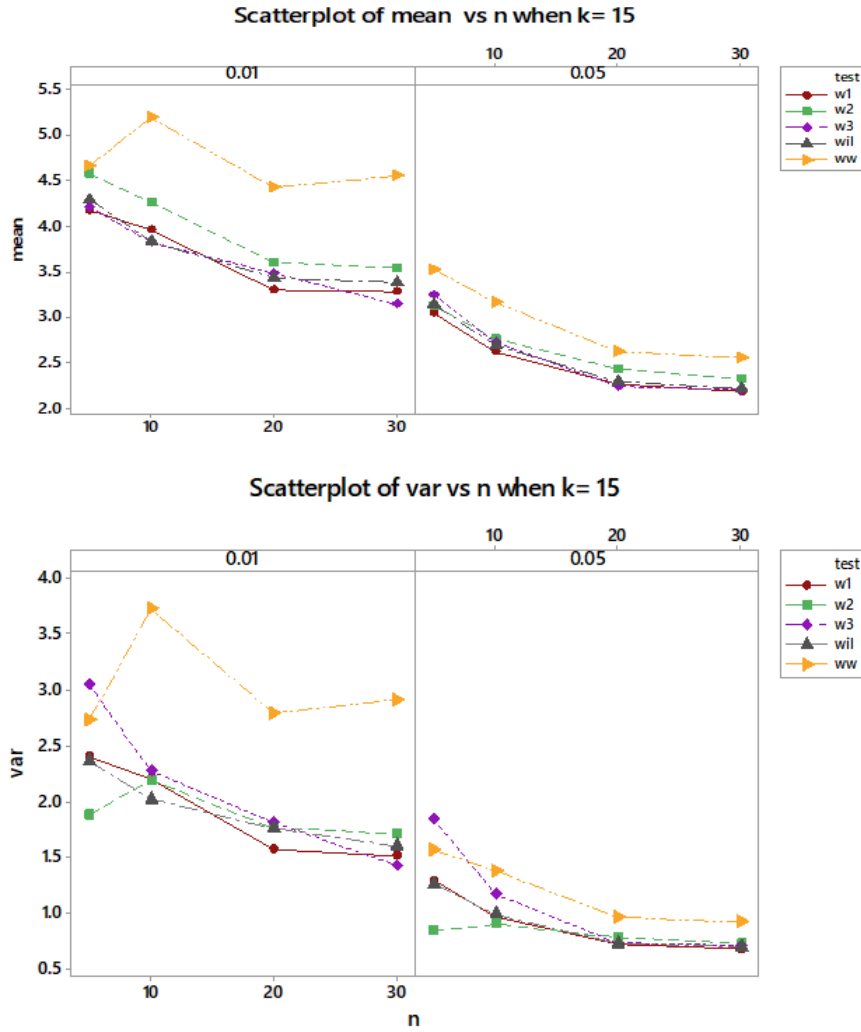 Scatterplot of mean vs n when k= 15
10 20 30
0.01 0.05
test
w1
w2
w3
wil
ww
mean
5.5
5.0
4.5
4.0
3.5
3.0
2.5
2.0
10 20 30
Scatterplot of var vs n when k= 15
10 20 30
0.01 0.05
test
w1
w2
w3
wil
ww
var
4.0
3.5
3.0
2.5
2.0
1.5
1.0
0.5
10 20 30
n